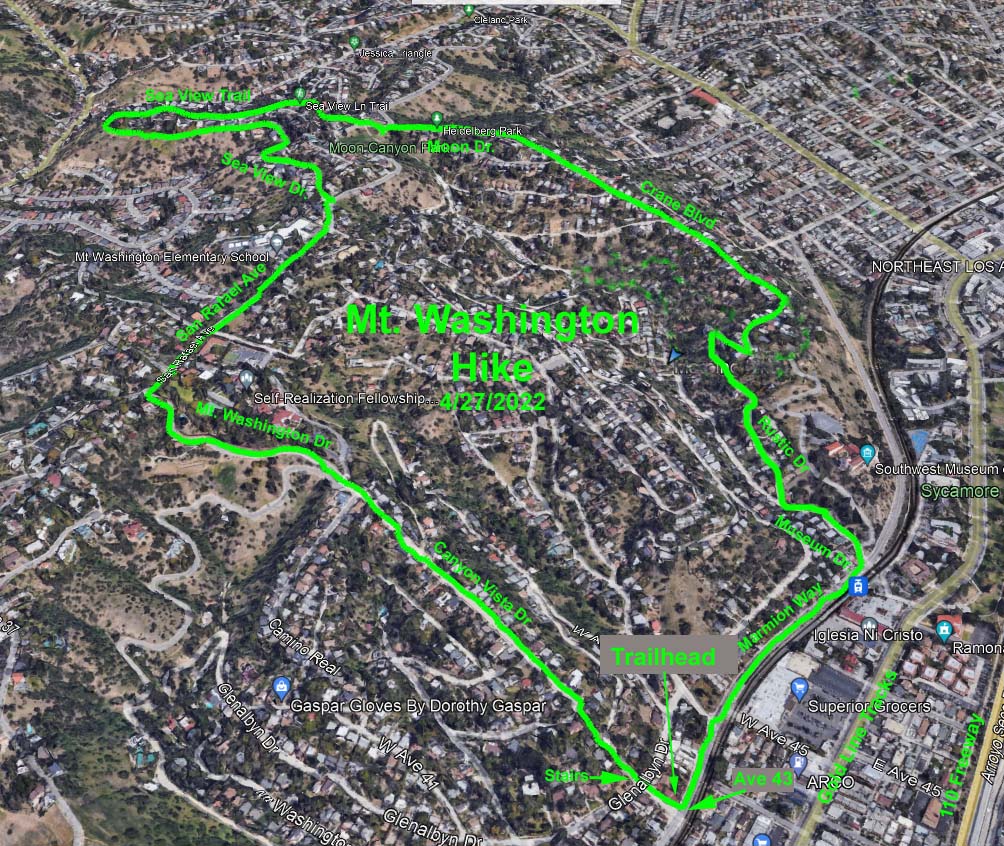 Cleland Park
Jessica Triangle
Sea View Trail
Sea View Ln Trail
Heidelberg Park
Moon Canyon
Moon Dr.
Sea View Dr.
Crane Blvd
Mt Washington Elementary School
NORTHEAST LOS A
San Rafael Ave
San Rafael Ave
Mt. Washington
Hike
4/27/2022
Self-Realization Fellowship...
Mt. Washington Dr
Rustic Dr
Southwest Museum
Sycamore
Museum Dr
Canyon Vista Dr
Marmion Way
37
W A
Iglesia Ni Cristo
Ramona
Camino Real
Trailhead
Glenalbyn Dr
Gaspar Gloves By Dorothy Gaspar
Superior Grocers
W Ave 45
W Ave 41
Gold Line Tracks
110 Freeway
Arroyo Sec
Stairs
Glenalbyn Dr
Ave 43
ARCO
E Ave 45
Washington
Glenalbyn Dr